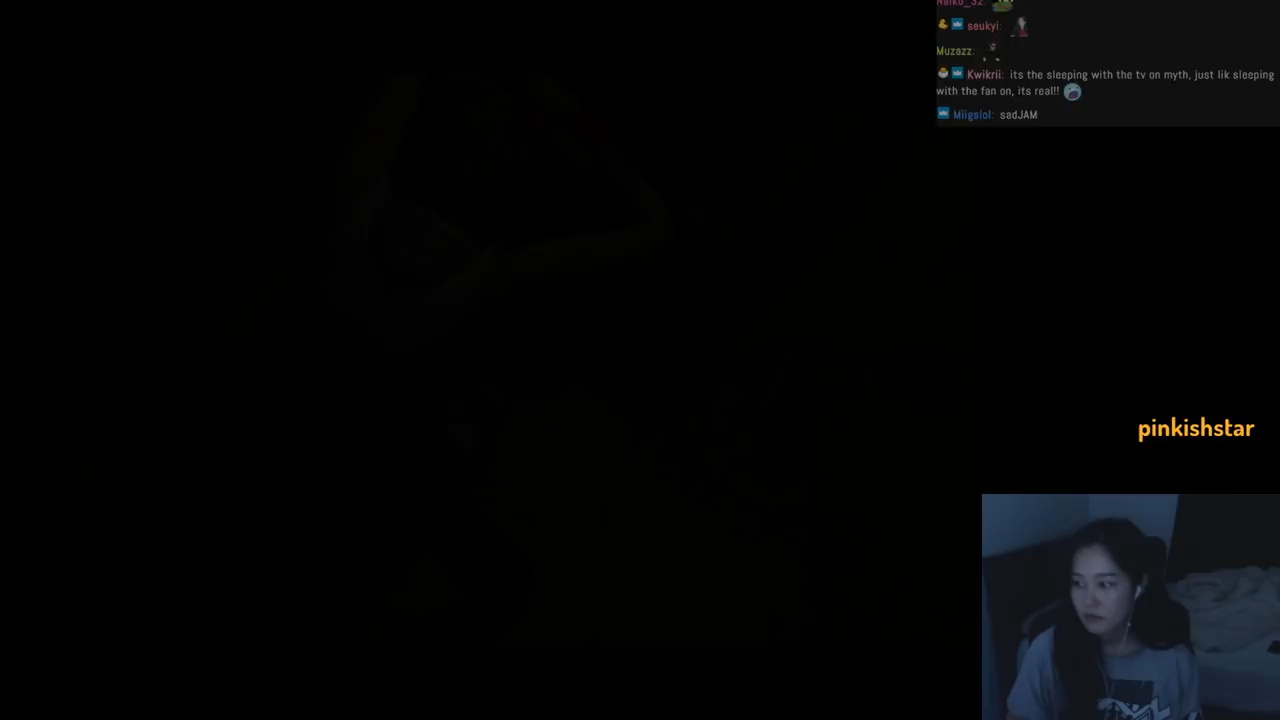 Naiko_32:
seukyi:
Muzazz:
Kwikrii: its the sleeping with the tv on myth, just lik sleeping
with the fan on, its real!!
Miigslol: sadJAM
pinkishstar